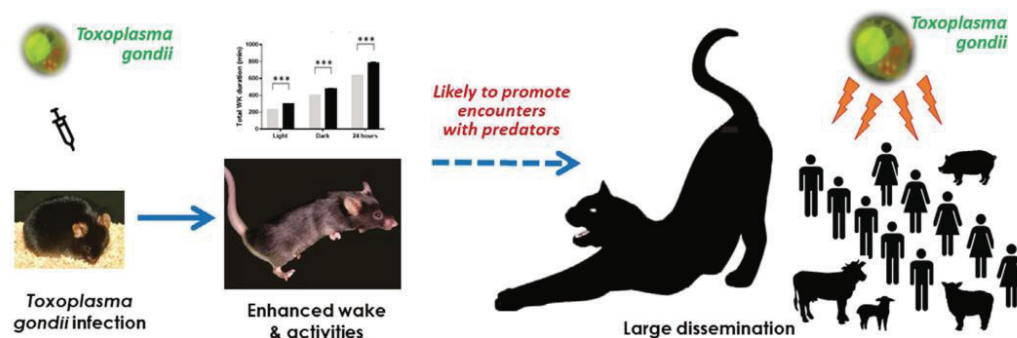 Toxoplasma
gondii
Total WK duration (min)
1000
800
600
400
200
0
***
***
***
Light
Dark
24 hours
Likely to promote
encounters
with predators
Toxoplasma
gondii
Toxoplasma
gondii infection
Enhanced wake
& activities
Large dissemination